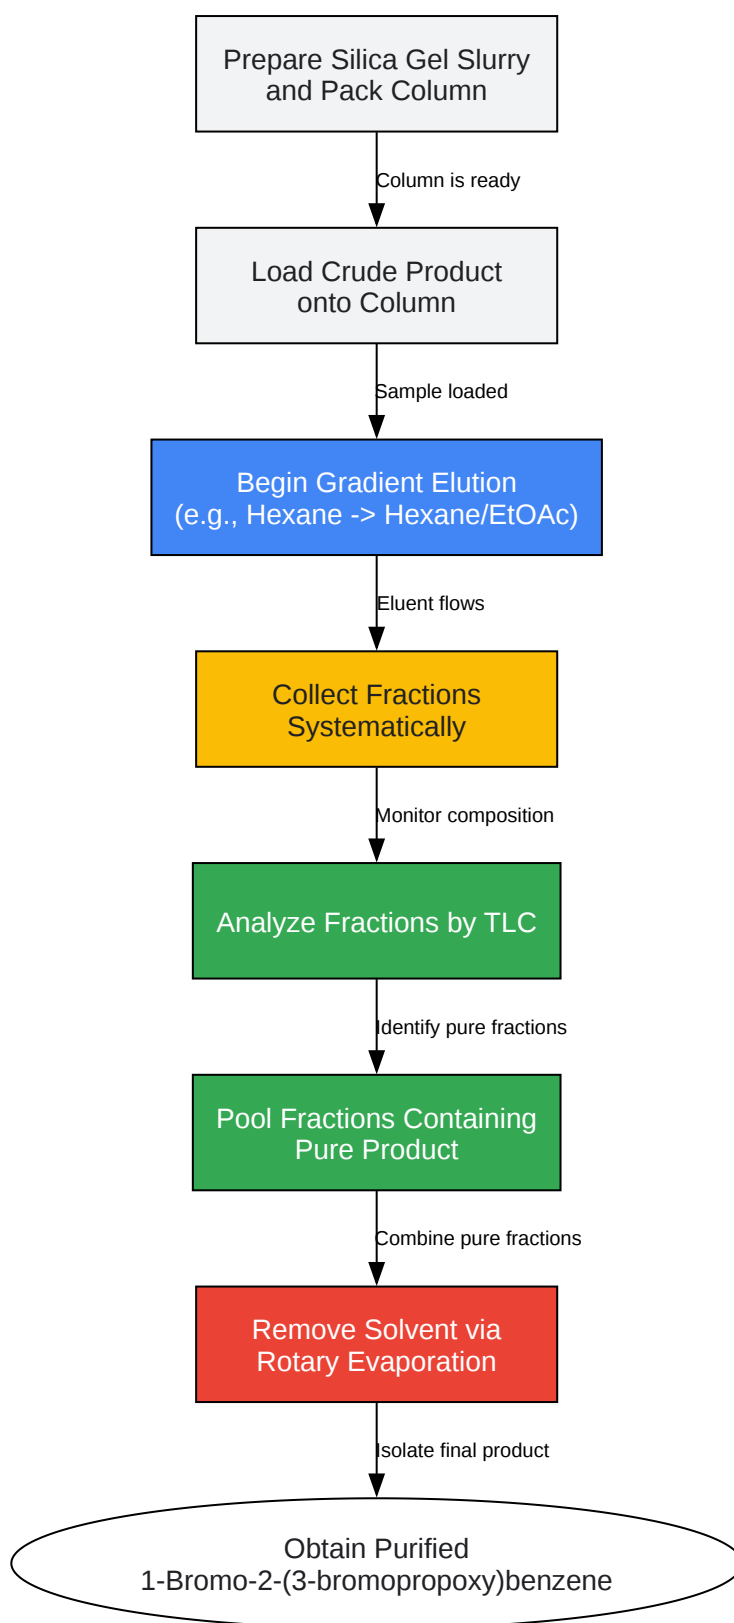 Prepare Silica Gel Slurry
and Pack Column
Column is ready
Load Crude Product
onto Column
Sample loaded
Begin Gradient Elution
(e.g., Hexane -> Hexane/EtOAc)
Eluent flows
Collect Fractions
Systematically
Monitor composition
Analyze Fractions by TLC
Identify pure fractions
Pool Fractions Containing
Pure Product
Combine pure fractions
Remove Solvent via
Rotary Evaporation
Isolate final product
Obtain Purified
1-Bromo-2-(3-bromopropoxy)benzene